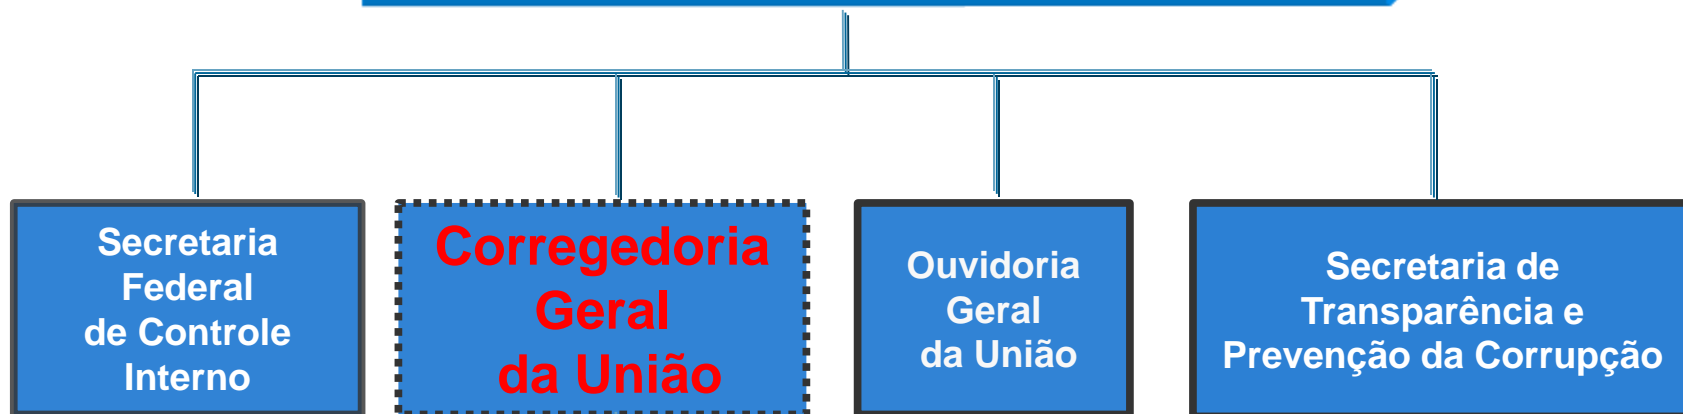 Secretaria
Federal
de Controle
Interno
Corregedoria
Geral
da União
Ouvidoria
Geral
da União
Secretaria de
Transparência e
Prevenção da Corrupção